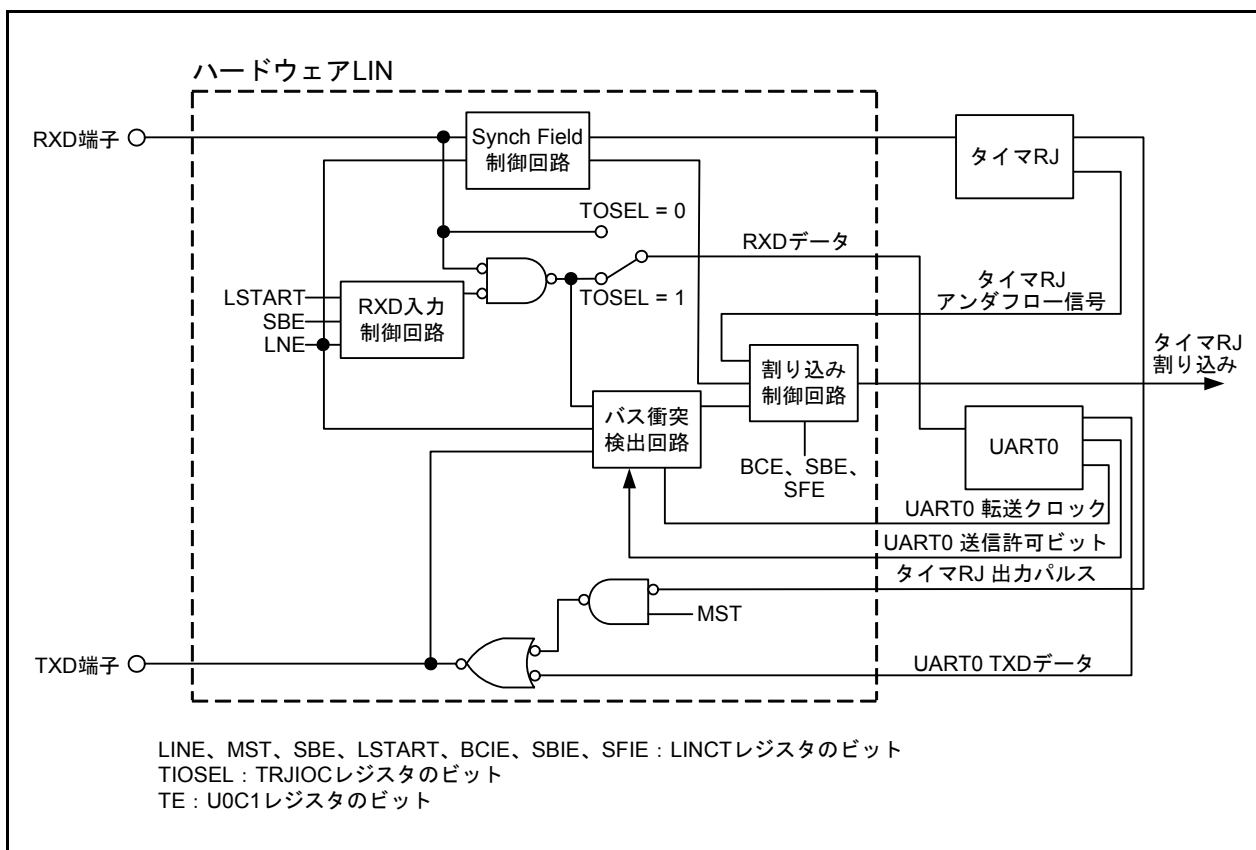 ハードウェアLIN
RXD端子
Synch Field
制御回路
タイマRJ
TOSEL = 0
RXDデータ
TOSEL = 1
LSTART
SBE
LNE
RXD入力
制御回路
タイマRJ
アンダフロー信号
タイマRJ
割り込み
割り込み
制御回路
バス衝突
検出回路
BCE、SBE、
SFE
UART0
UART0 転送クロック
UART0 送信許可ビット
タイマRJ 出力パルス
MST
TXD端子
UART0 TXDデータ
LINE、MST、SBE、LSTART、BCIE、SBIE、SFIE：LINCTレジスタのビット
TIOSEL：TRJIOCレジスタのビット
TE：U0C1レジスタのビット